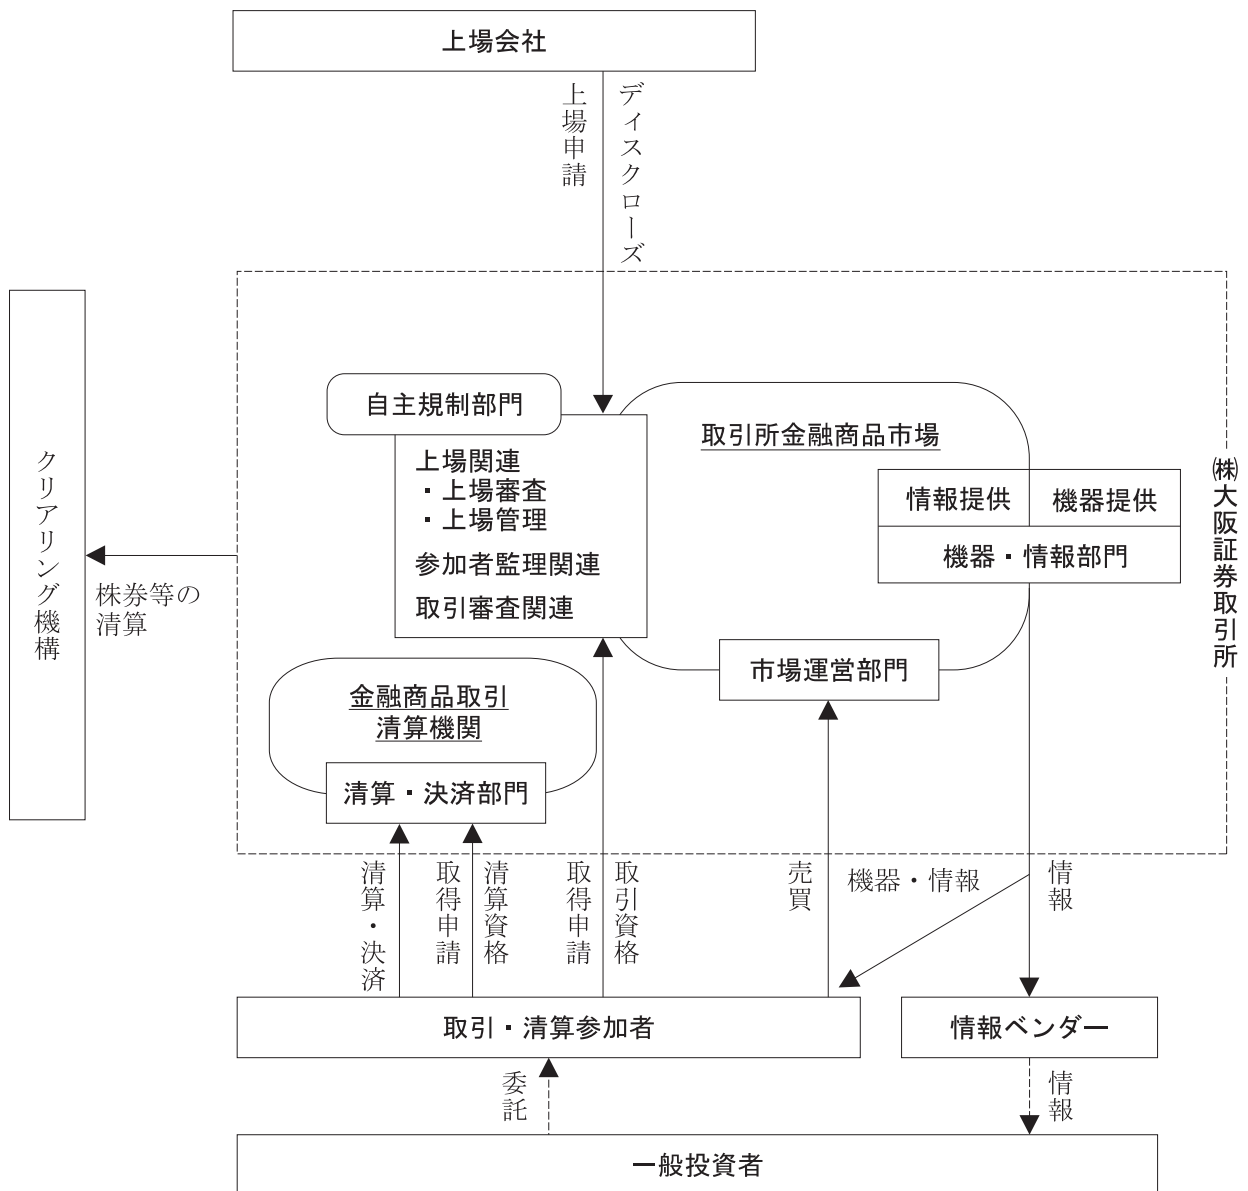 上場会社
上場申請
ディスクローズ
自主規制部門
上場関連
・上場審査
・上場管理
参加者監理関連
取引審査関連
取引所金融商品市場
情報提供
機器提供
機器・情報部門
市場運営部門
㈱大阪証券取引所
クリアリング機構
株券等の
清算
金融商品取引
清算機関
清算・決済部門
清算・決済
清算資格
取得申請
取引資格
取得申請
売買
機器・情報
情報
取引・清算参加者
情報ベンダー
委託
情報
一般投資者